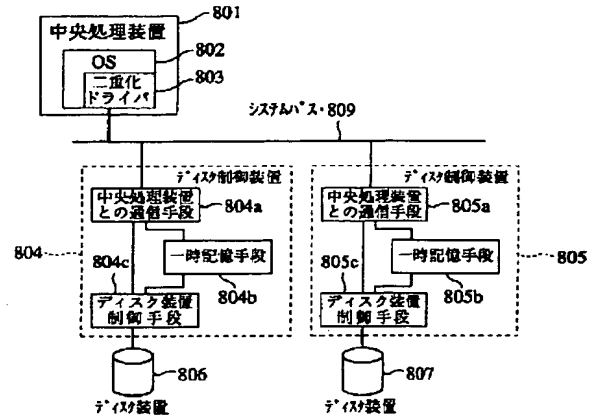 801
中央処理装置
802
OS
803
二重化
ドライバ
システムバス・809
ディスク制御装置
中央処理装置
との通信手段
804a
804
804c
一時記憶手段
804b
ディスク装置
制御手段
806
ディスク装置
ディスク制御装置
中央処理装置
との通信手段
805a
805c
一時記憶手段
805
805b
ディスク装置
制御手段
807
ディスク装置